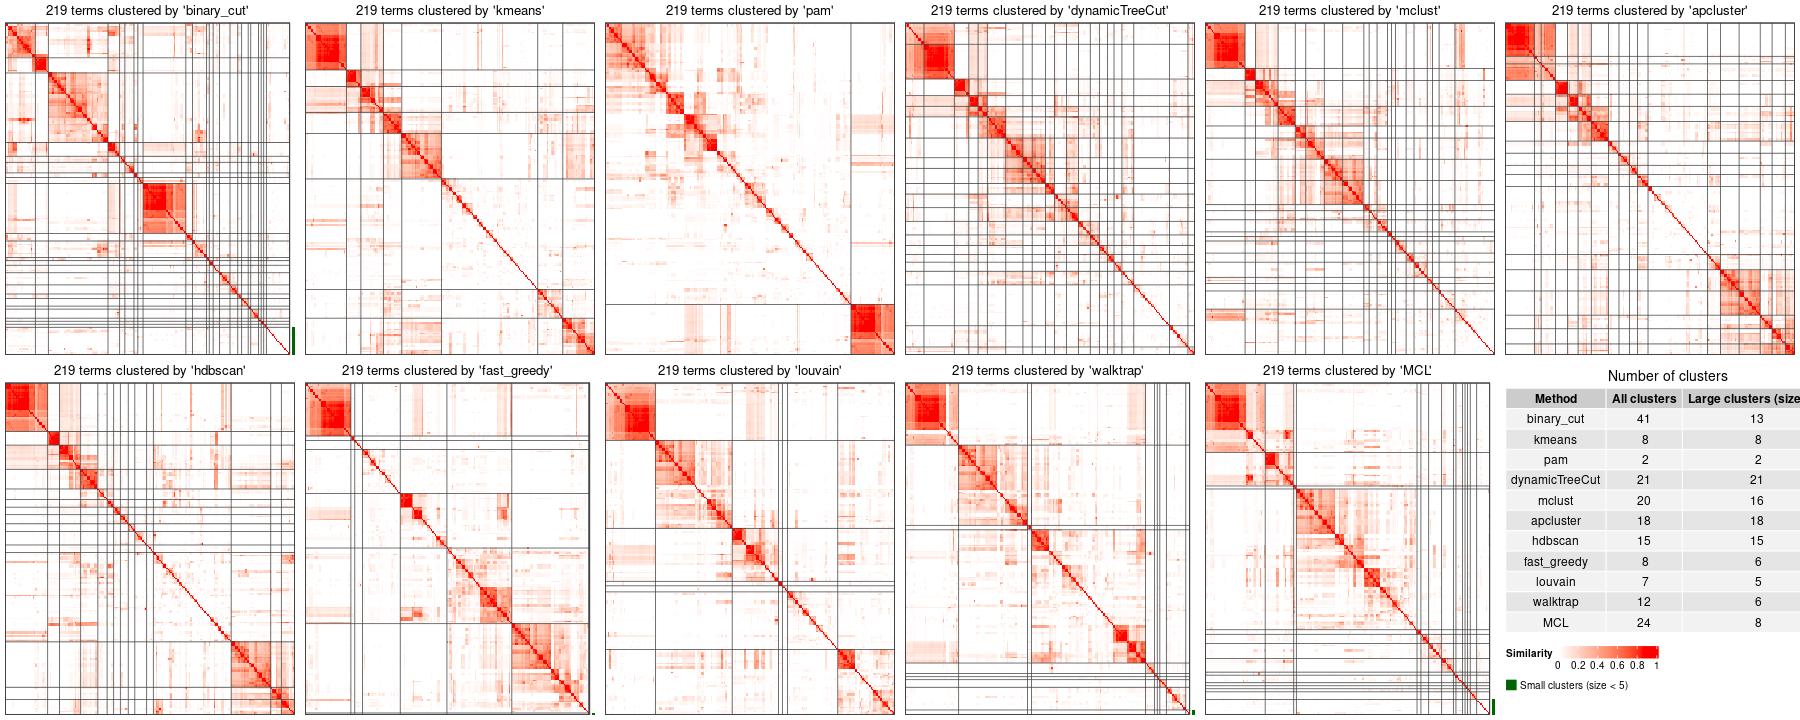 219 terms clustered by 'binary_cut'
219 terms clustered by 'kmeans'
219 terms clustered by 'pam'
219 terms clustered by 'dynamicTreeCut'
219 terms clustered by 'mclust'
219 terms clustered by 'apcluster'
219 terms clustered by 'hdbscan'
219 terms clustered by 'fast_greedy'
219 terms clustered by 'louvain'
219 terms clustered by 'walktrap'
219 terms clustered by 'MCL'
Number of clusters
Method All clusters Large clusters (size
binary_cut 41 13
kmeans 8 8
pam 2 2
dynamicTreeCut 21 21
mclust 20 16
apcluster 18 18
hdbscan 15 15
fast_greedy 8 6
louvain 7 5
walktrap 12 6
MCL 24 8
Similarity
0 0.2 0.4 0.6 0.8 1
Small clusters (size < 5)